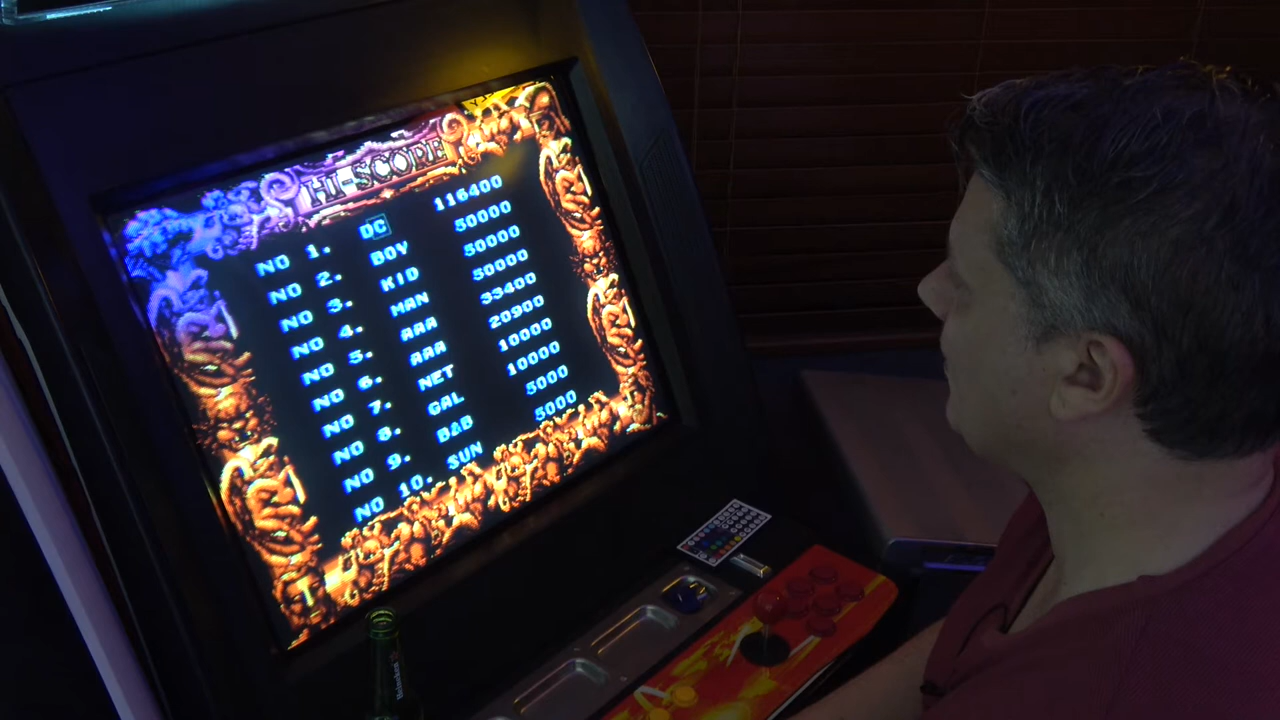 HI-SCORE
NO 1. DC 116400
NO 2. BOY 50000
NO 3. KID 50000
NO 4. MAN 50000
NO 5. AAA 33400
NO 6. AAA 20900
NO 7. NET 10000
NO 8. GAL 10000
NO 9. B&B 5000
NO 10. SUN 5000
Heineken